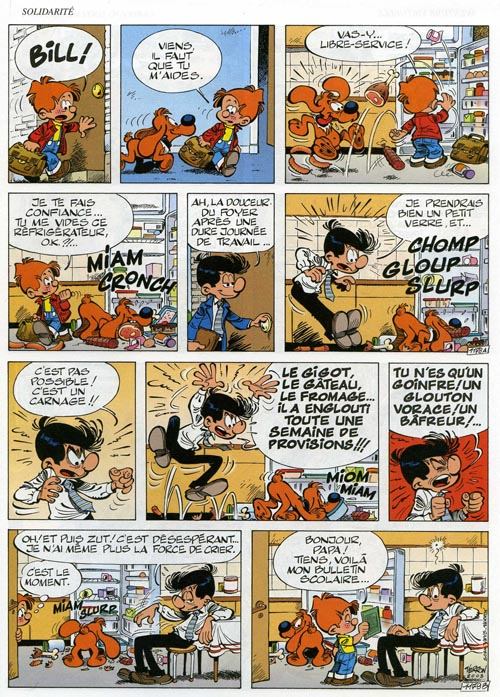 SOLIDARITÉ
BILL!
VIENS,
IL FAUT
QUE TU
M'AIDES.
VAS-Y...
LIBRE-SERVICE!
JE TE FAIS
CONFIANCE...
TU ME VIDES CE
RÉFRIGÉRATEUR,
O.K.?!..
MIAM
CRONCH
AH, LA DOUCEUR
DU FOYER
APRÈS UNE
DURE JOURNÉE
DE TRAVAIL...
JE PRENDRAIS
BIEN UN PETIT
VERRE, ET...
CHOMP
GLOUP
SLURP
C'EST PAS
POSSIBLE!
C'EST UN
CARNAGE!!
LE GIGOT,
LE GÂTEAU,
LE FROMAGE...
IL A ENGLOUTI
TOUTE UNE
SEMAINE DE
PROVISIONS!!!
MIOM
MIAM
TU N'ES QU'UN
GOINFRE! UN
GLOUTON
VORACE! UN
BÂFREUR!...
OH! ET PUIS ZUT! C'EST DÉSESPÉRANT...
JE N'AI MÊME PLUS LA FORCE DE CRIER.
C'EST LE
MOMENT.
MIAM
SLURP
BONJOUR,
PAPA!
TIENS, VOILÀ
MON BULLETIN
SCOLAIRE...